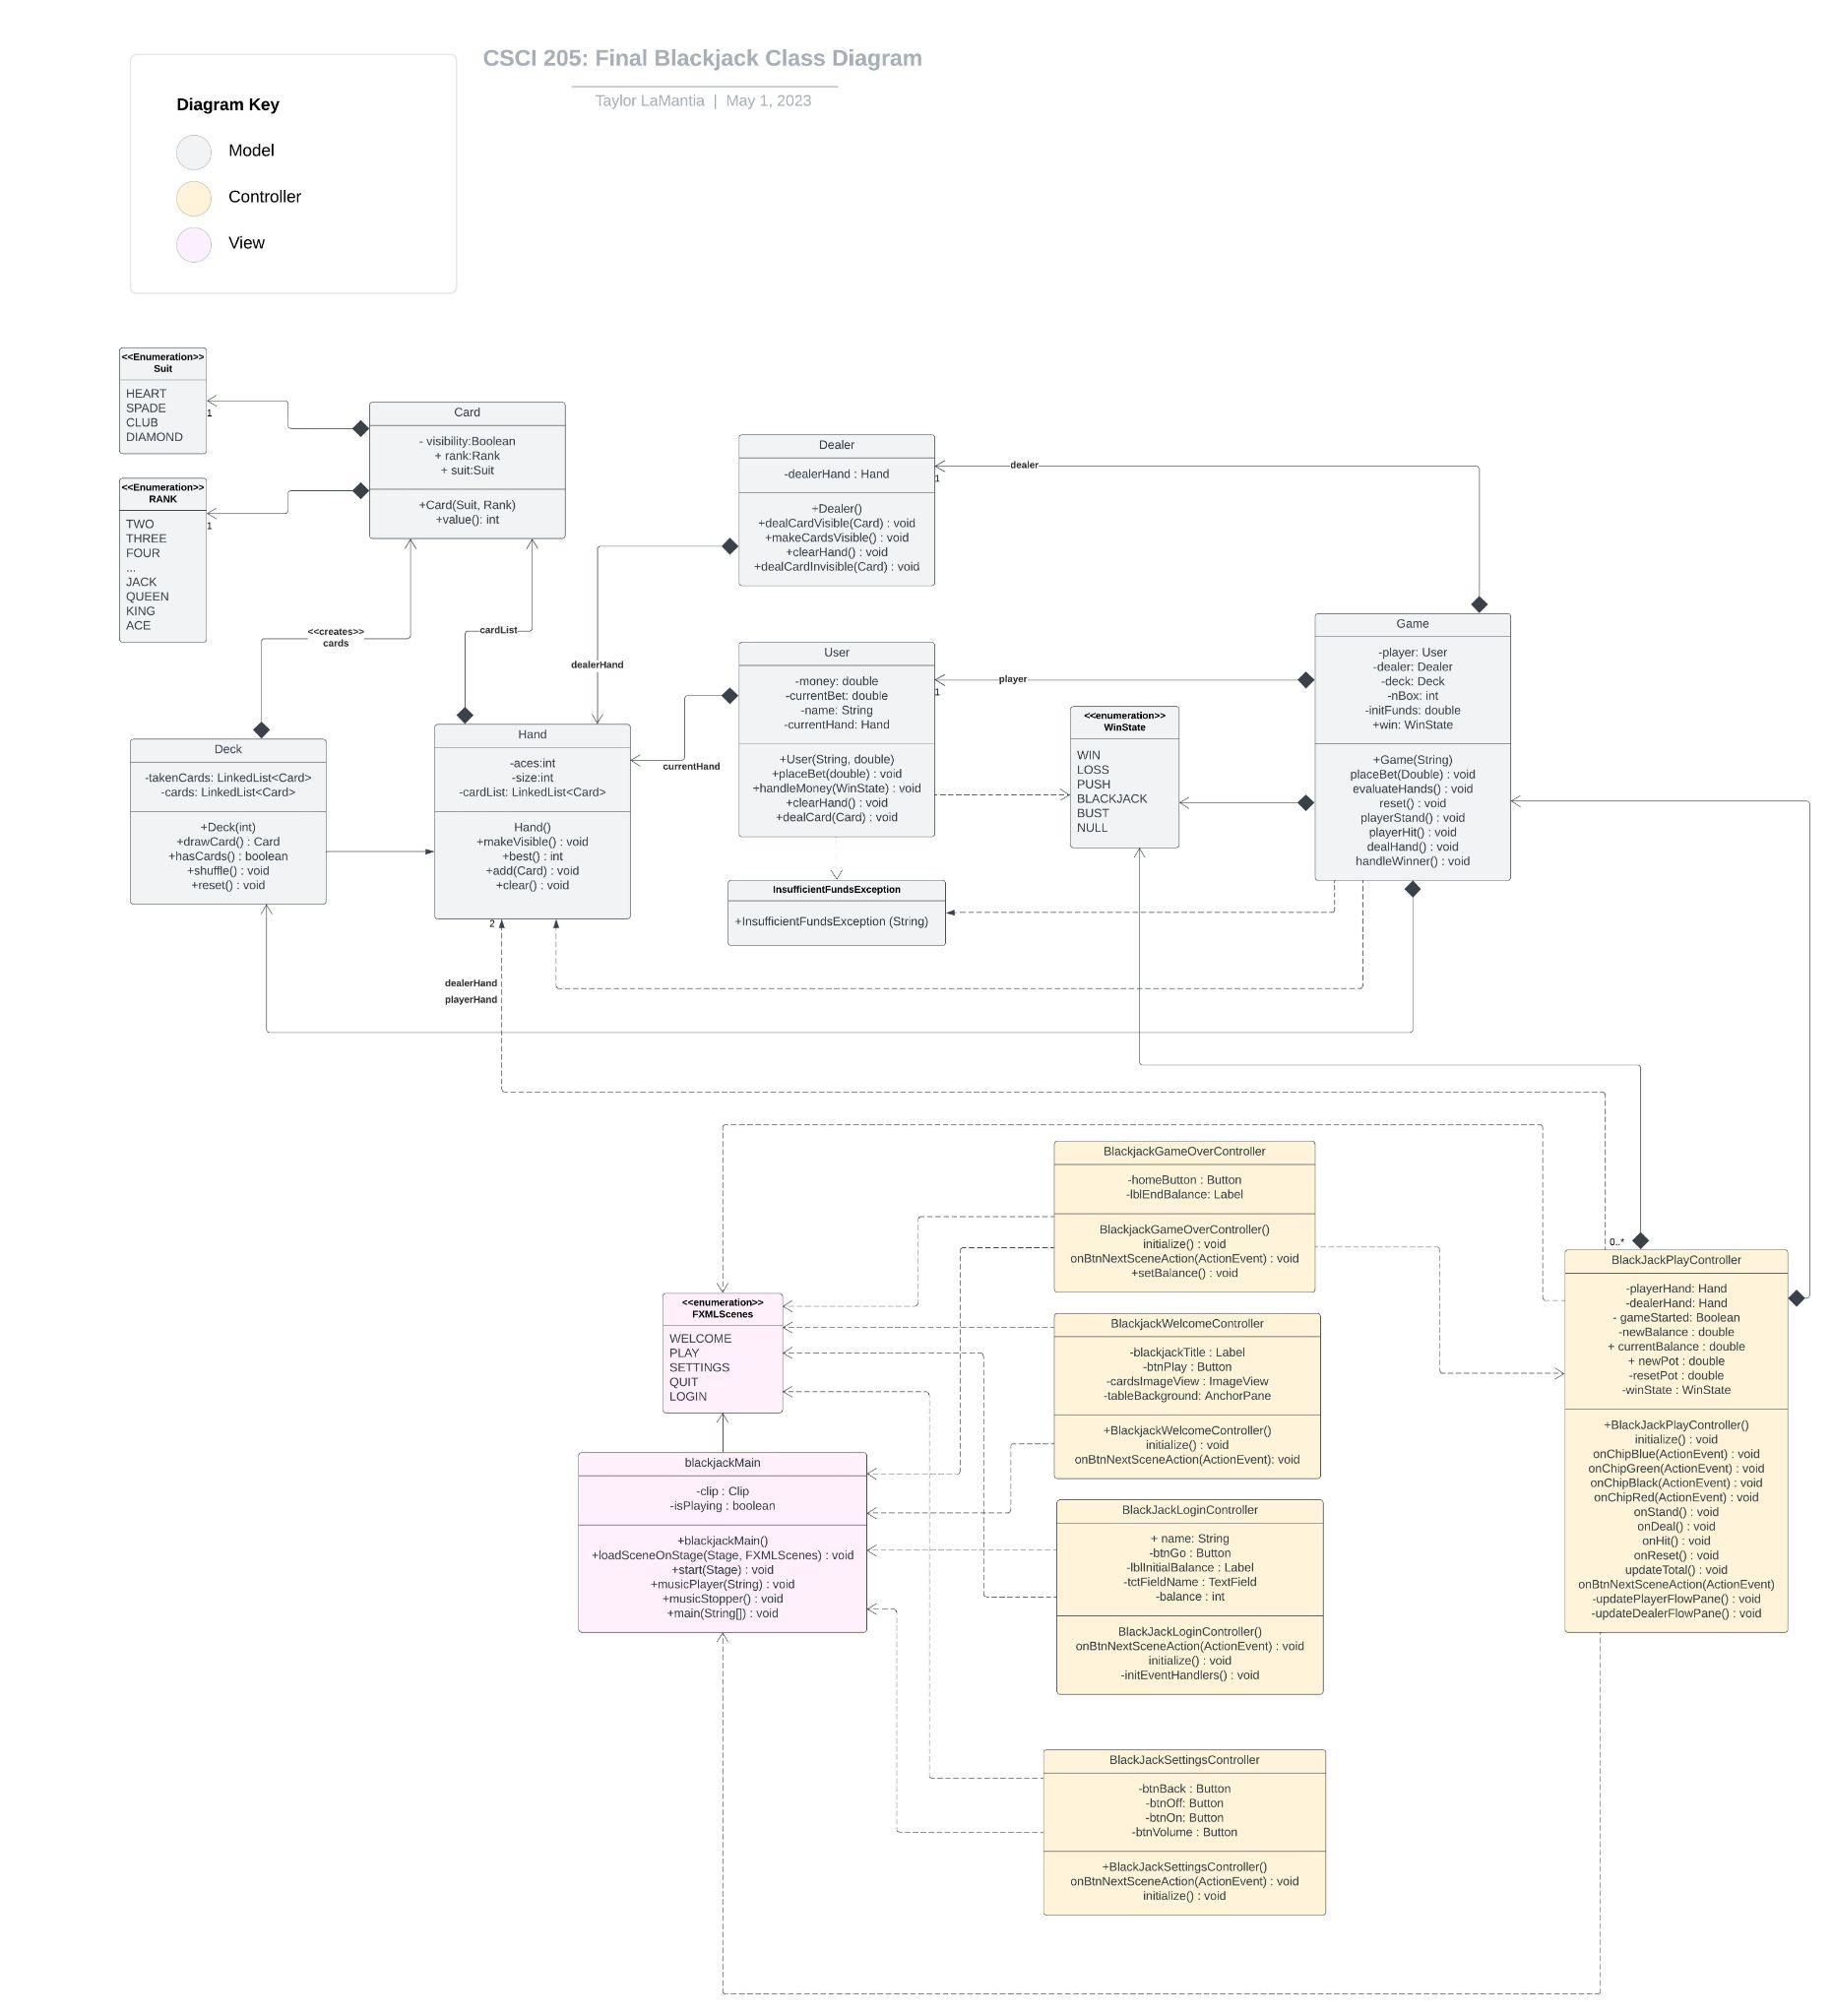 CSCI 205: Final Blackjack Class Diagram
Taylor LaMantia | May 1, 2023
Diagram Key
Model
Controller
View
<<Enumeration>>
Suit
HEART
SPADE
CLUB
DIAMOND
1
<<Enumeration>>
RANK
TWO
THREE
FOUR
...
JACK
QUEEN
KING
ACE
1
Card
- visibility:Boolean
+ rank:Rank
+ suit:Suit
+Card(Suit, Rank)
+value(): int
<<creates>>
cards
cardList
dealerHand
Dealer
-dealerHand : Hand
+Dealer()
+dealCardVisible(Card) : void
+makeCardsVisible() : void
+clearHand() : void
+dealCardInvisible(Card) : void
1
dealer
User
-money: double
-currentBet: double
-name: String
-currentHand: Hand
+User(String, double)
+placeBet(double) : void
+handleMoney(WinState) : void
+clearHand() : void
+dealCard(Card) : void
1
player
currentHand
Game
-player: User
-dealer: Dealer
-deck: Deck
-nBox: int
-initFunds: double
+win: WinState
+Game(String)
placeBet(Double) : void
evaluateHands() : void
reset() : void
playerStand() : void
playerHit() : void
dealHand() : void
handleWinner() : void
<<enumeration>>
WinState
WIN
LOSS
PUSH
BLACKJACK
BUST
NULL
Deck
-takenCards: LinkedList<Card>
-cards: LinkedList<Card>
+Deck(int)
+drawCard() : Card
+hasCards() : boolean
+shuffle() : void
+reset() : void
Hand
-aces:int
-size:int
-cardList: LinkedList<Card>
Hand()
+makeVisible() : void
+best() : int
+add(Card) : void
+clear() : void
2
InsufficientFundsException
+InsufficientFundsException (String)
dealerHand
playerHand
BlackjackGameOverController
-homeButton : Button
-lblEndBalance: Label
BlackjackGameOverController()
initialize() : void
onBtnNextSceneAction(ActionEvent) : void
+setBalance() : void
0..*
BlackJackPlayController
-playerHand: Hand
-dealerHand: Hand
- gameStarted: Boolean
-newBalance : double
+ currentBalance : double
+ newPot : double
-resetPot : double
-winState : WinState
+BlackJackPlayController()
initialize() : void
onChipBlue(ActionEvent) : void
onChipGreen(ActionEvent) : void
onChipBlack(ActionEvent) : void
onChipRed(ActionEvent) : void
onStand() : void
onDeal() : void
onHit() : void
onReset() : void
updateTotal() : void
onBtnNextSceneAction(ActionEvent)
-updatePlayerFlowPane() : void
-updateDealerFlowPane() : void
<<enumeration>>
FXMLScenes
WELCOME
PLAY
SETTINGS
QUIT
LOGIN
BlackjackWelcomeController
-blackjackTitle : Label
-btnPlay : Button
-cardsImageView : ImageView
-tableBackground: AnchorPane
+BlackjackWelcomeController()
initialize() : void
onBtnNextSceneAction(ActionEvent): void
blackjackMain
-clip : Clip
-isPlaying : boolean
+blackjackMain()
+loadSceneOnStage(Stage, FXMLScenes) : void
+start(Stage) : void
+musicPlayer(String) : void
+musicStopper() : void
+main(String[]) : void
BlackJackLoginController
+ name: String
-btnGo : Button
-lblInitialBalance : Label
-tctFieldName : TextField
-balance : int
BlackJackLoginController()
onBtnNextSceneAction(ActionEvent) : void
initialize() : void
-initEventHandlers() : void
BlackJackSettingsController
-btnBack : Button
-btnOff: Button
-btnOn: Button
-btnVolume : Button
+BlackJackSettingsController()
onBtnNextSceneAction(ActionEvent) : void
initialize() : void